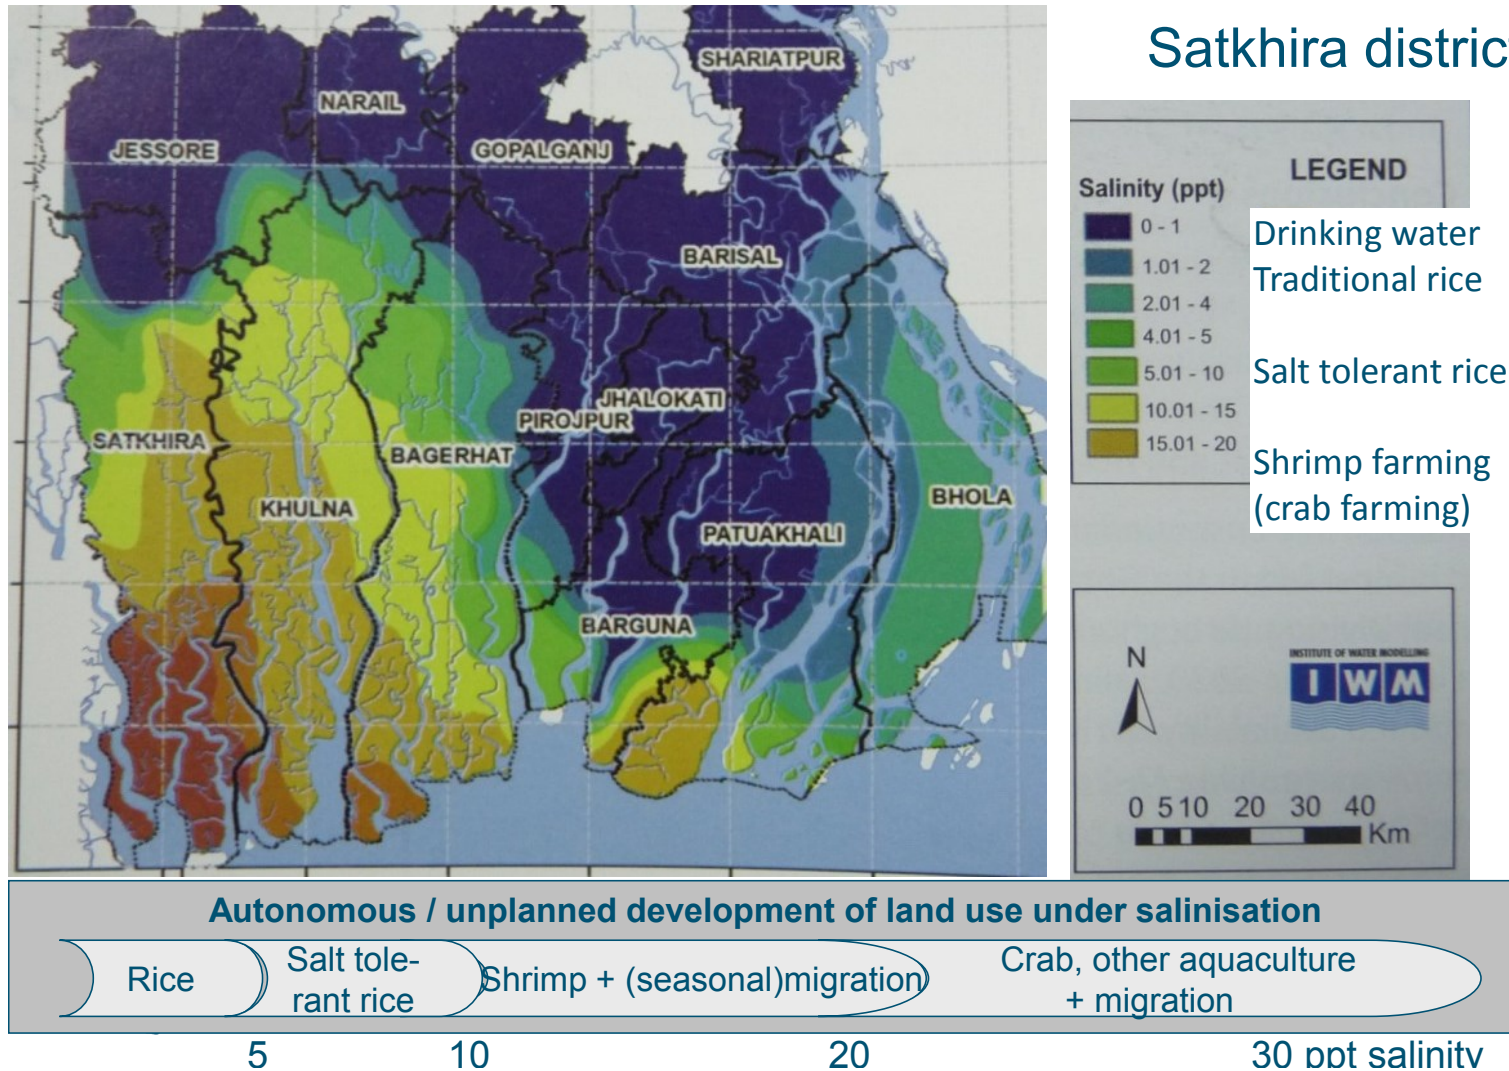 Satkhira distric
SHARIATPUR
NARAIL
JESSORE
GOPALGANJ
BARISAL
JHALOKATI
PIROJPUR
SATKHIRA
BAGERHAT
KHULNA
BHOLA
PATUAKHALI
BARGUNA
LEGEND
Salinity (ppt)
0 - 1
1.01 - 2
2.01 - 4
4.01 - 5
5.01 - 10
10.01 - 15
15.01 - 20
Drinking water
Traditional rice
Salt tolerant rice
Shrimp farming
(crab farming)
N
INSTITUTE OF WATER MODELLING
IWM
0 5 10 20 30 40
Km
Autonomous / unplanned development of land use under salinisation
Rice
Salt tole-
rant rice
Shrimp + (seasonal)migration
Crab, other aquaculture
+ migration
5 10 20 30 ppt salinity